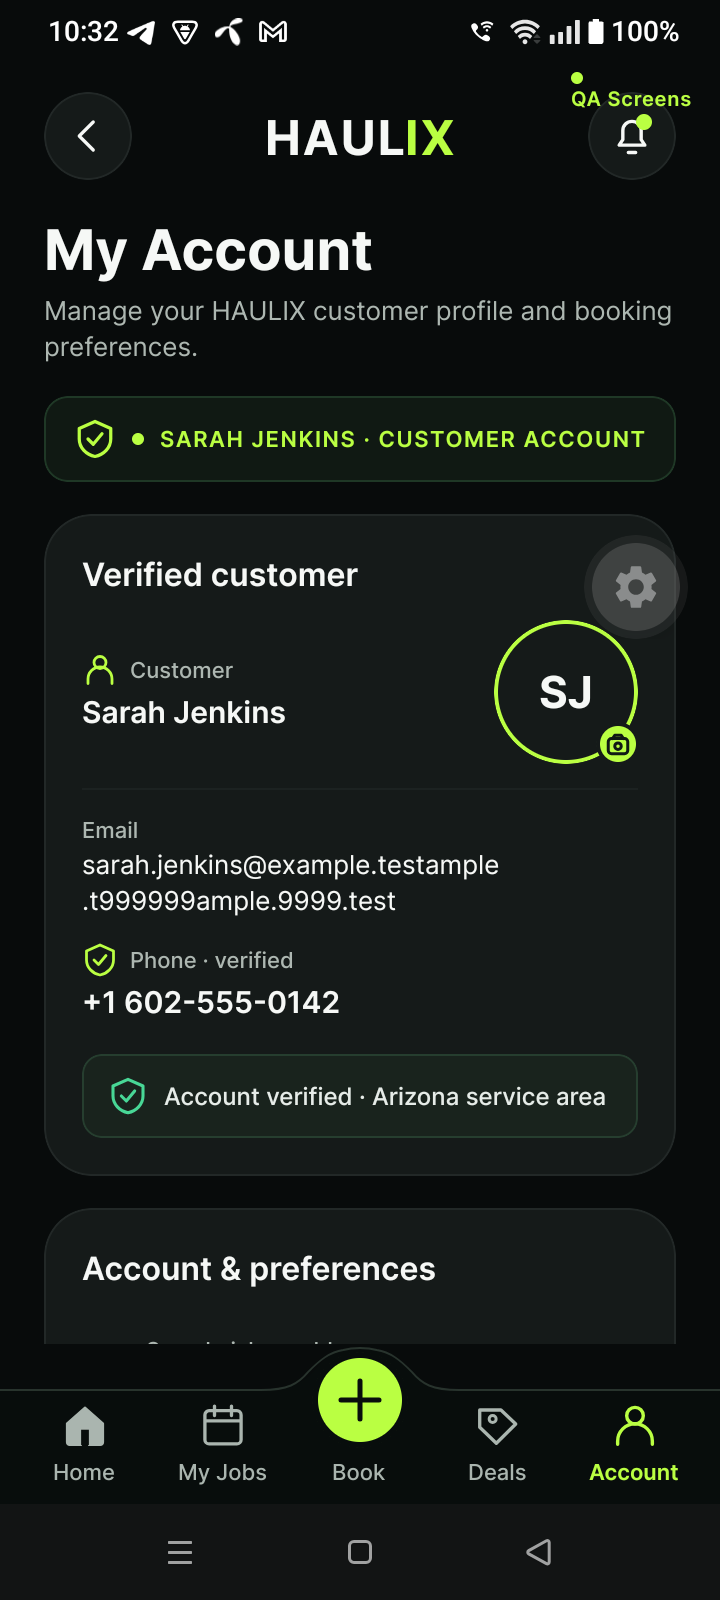 10:32
100%
QA Screens
HAULIX
My Account
Manage your HAULIX customer profile and booking
preferences.
SARAH JENKINS · CUSTOMER ACCOUNT
Verified customer
Customer
Sarah Jenkins
SJ
Email
sarah.jenkins@example.testample
.t999999ample.9999.test
Phone · verified
+1 602-555-0142
Account verified · Arizona service area
Account & preferences
Home
My Jobs
Book
Deals
Account